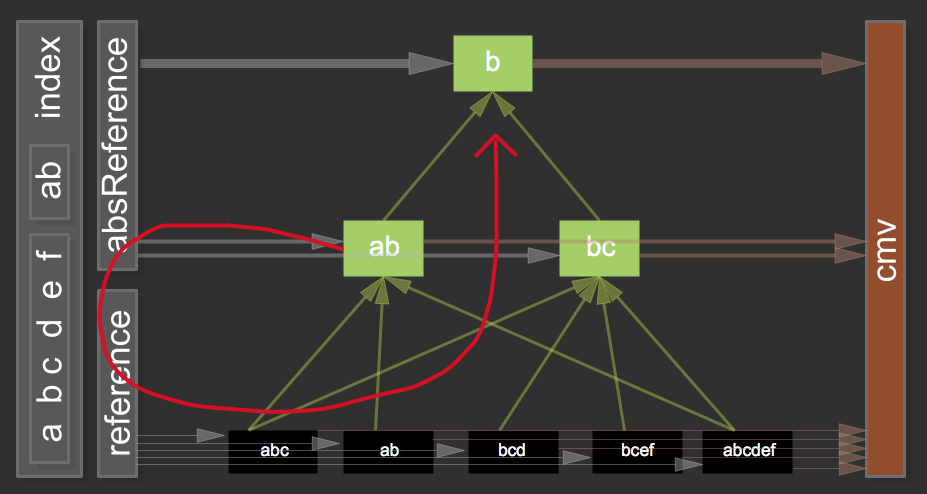 index
ab
a b c d e f
absReference
reference
b
ab
bc
abc
ab
bcd
bcef
abcdef
cmv